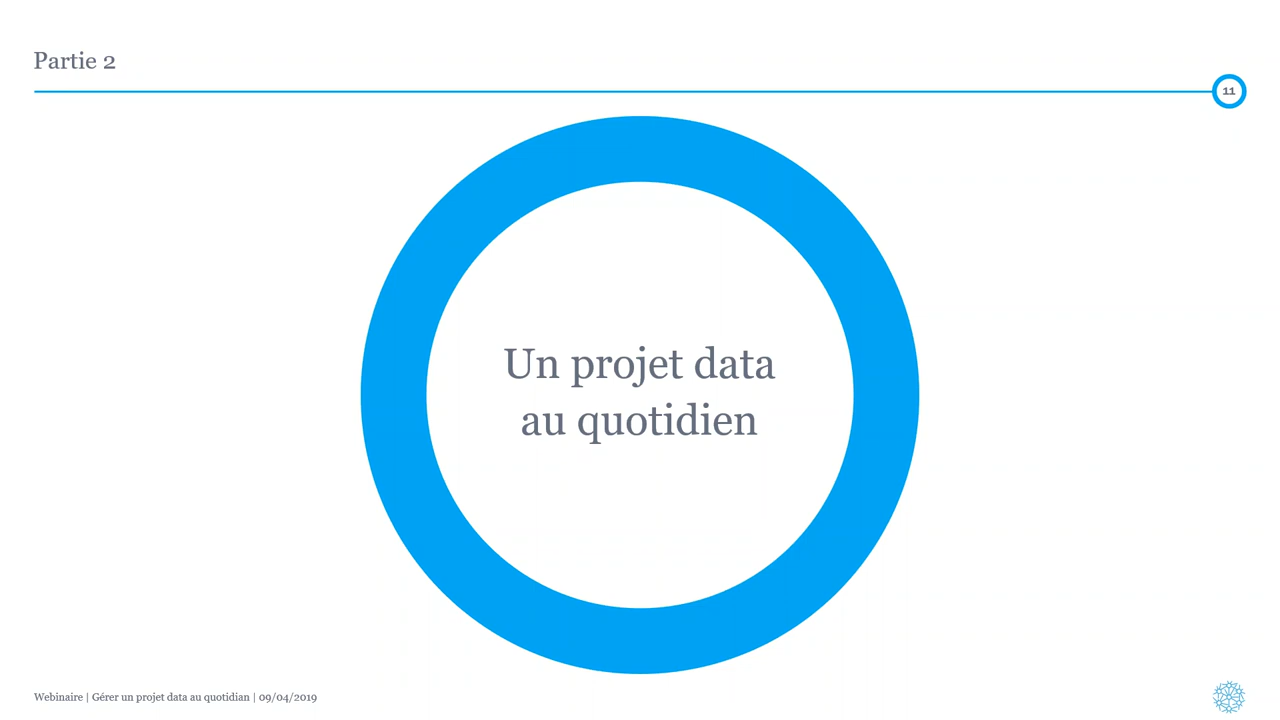 Partie 2
11
Un projet data
au quotidien
Webinaire | Gérer un projet data au quotidian | 09/04/2019